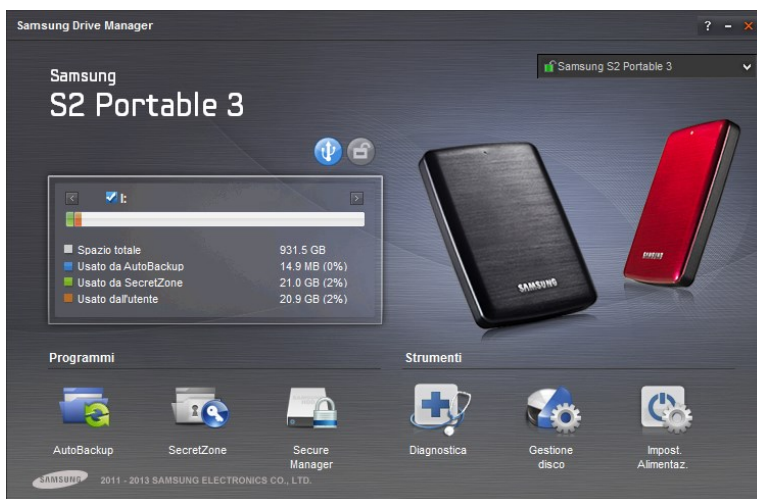 Samsung Drive Manager
Samsung S2 Portable 3
Samsung
S2 Portable 3
I:
Spazio totale 931.5 GB
Usato da AutoBackup 14.9 MB (0%)
Usato da SecretZone 21.0 GB (2%)
Usato dall'utente 20.9 GB (2%)
SAMSUNG
SAMSUNG
Programmi
Strumenti
AutoBackup
SecretZone
Secure
Manager
Diagnostica
Gestione
disco
Impost.
Alimentaz.
SAMSUNG 2011 - 2013 SAMSUNG ELECTRONICS CO., LTD.